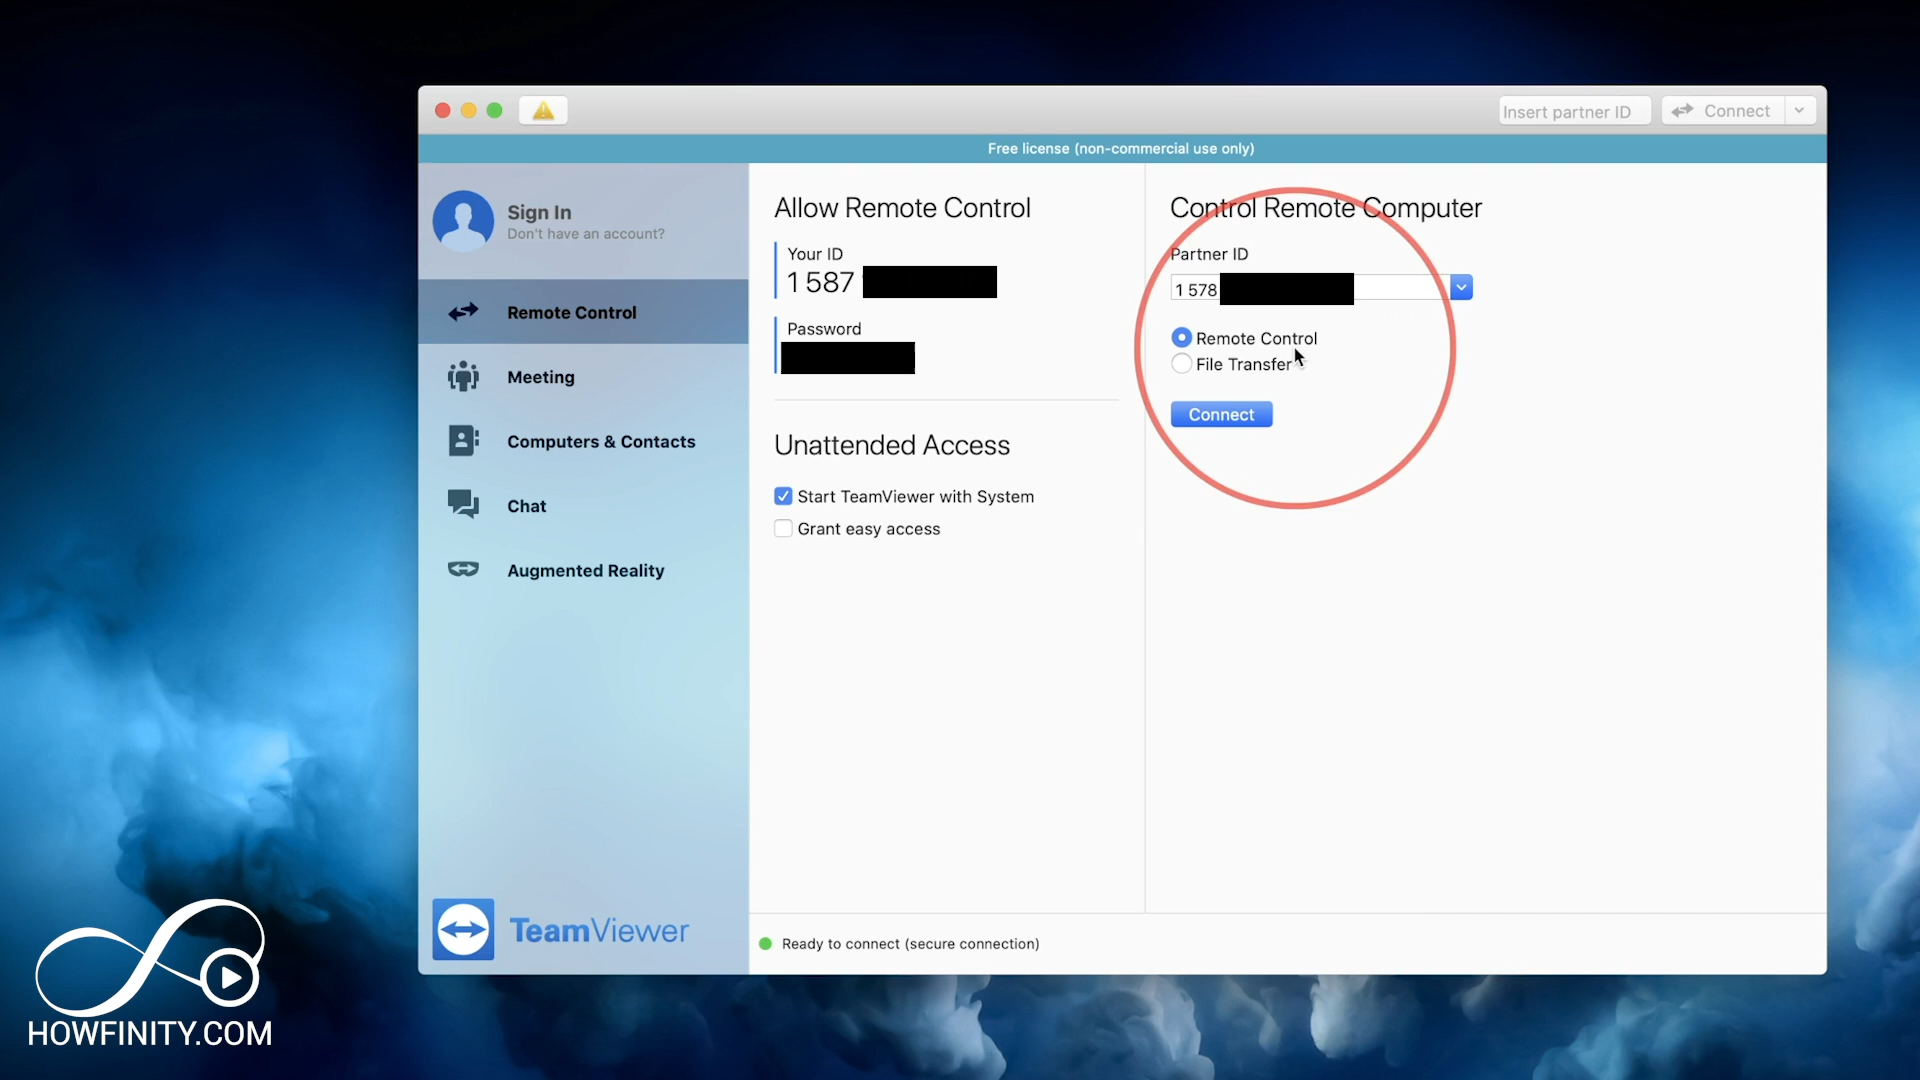 Insert partner ID
Connect
Free license (non-commercial use only)
Sign In
Don't have an account?
Remote Control
Meeting
Computers & Contacts
Chat
Augmented Reality
TeamViewer
Allow Remote Control
Your ID
1 587
Password
Unattended Access
Start TeamViewer with System
Grant easy access
Control Remote Computer
Partner ID
1 578
Remote Control
File Transfer
Connect
Ready to connect (secure connection)
HOWFINITY.COM